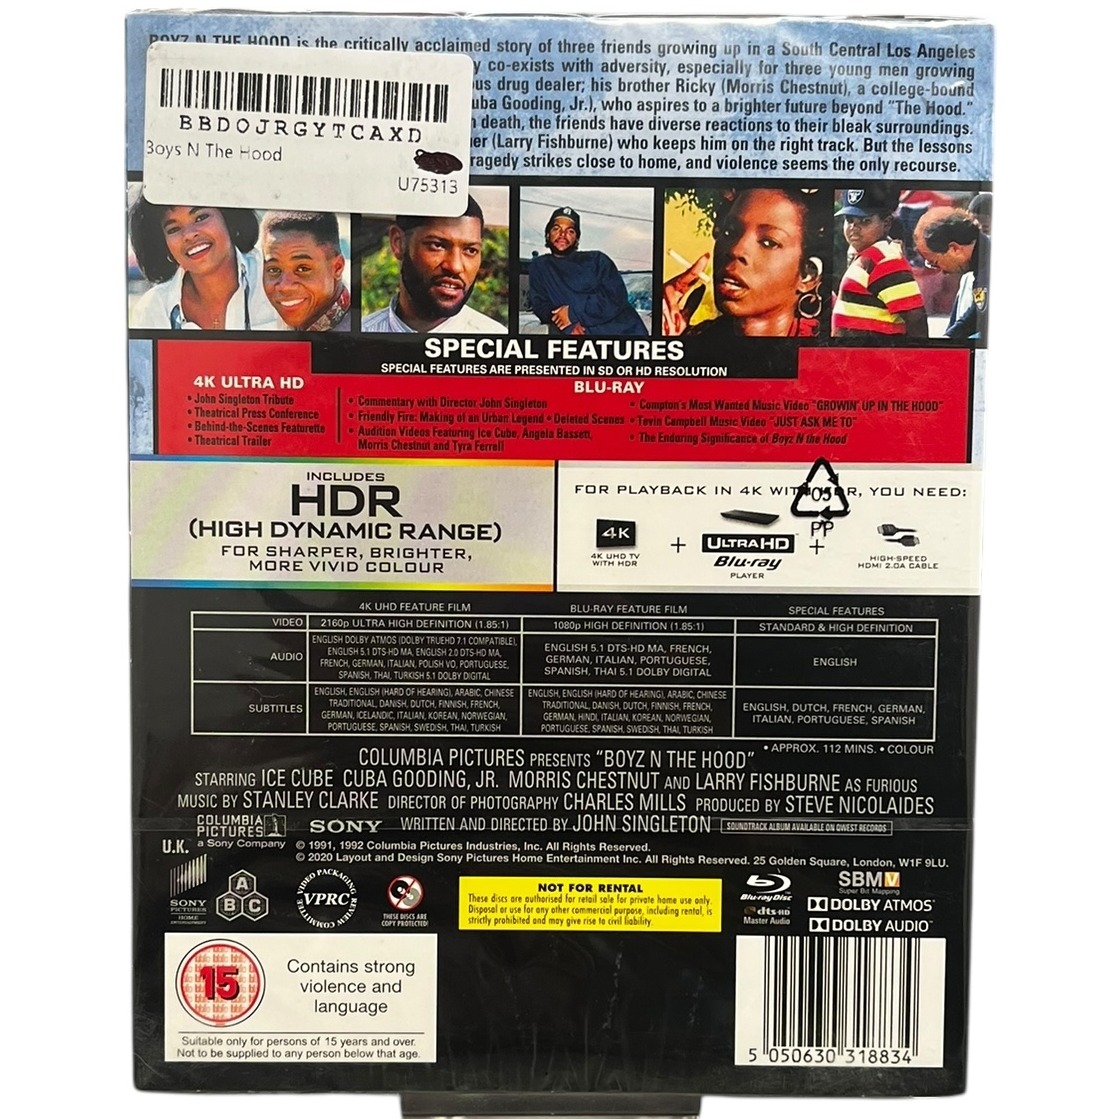 BOYZ N THE HOOD is the critically acclaimed story of three friends growing up in a South Central Los Angeles
y co-exists with adversity, especially for three young men growing
us drug dealer; his brother Ricky (Morris Chestnut), a college-bound
uba Gooding, Jr.), who aspires to a brighter future beyond "The Hood."
death, the friends have diverse reactions to their bleak surroundings.
er (Larry Fishburne) who keeps him on the right track. But the lessons
ragedy strikes close to home, and violence seems the only recourse.
BBDOJRGYTCAXD
Boys N The Hood
U75313
SPECIAL FEATURES
SPECIAL FEATURES ARE PRESENTED IN SD OR HD RESOLUTION
4K ULTRA HD
• John Singleton Tribute
• Theatrical Press Conference
• Behind-the-Scenes Featurette
• Theatrical Trailer
BLU-RAY
• Commentary with Director John Singleton
• Friendly Fire: Making of an Urban Legend • Deleted Scenes
• Audition Videos Featuring Ice Cube, Angela Bassett,
Morris Chestnut and Tyra Ferrell
• Compton's Most Wanted Music Video "GROWIN' UP IN THE HOOD"
• Tevin Campbell Music Video "JUST ASK ME TO"
• The Enduring Significance of Boyz N the Hood
INCLUDES
HDR
(HIGH DYNAMIC RANGE)
FOR SHARPER, BRIGHTER,
MORE VIVID COLOUR
FOR PLAYBACK IN 4K WITH HDR, YOU NEED:
05
PP
4K
4K UHD TV
WITH HDR
+
ULTRAHD
Blu-ray
PLAYER
+
HIGH-SPEED
HDMI 2.0A CABLE
4K UHD FEATURE FILM BLU-RAY FEATURE FILM SPECIAL FEATURES
VIDEO 2160p ULTRA HIGH DEFINITION (1.85:1) 1080p HIGH DEFINITION (1.85:1) STANDARD & HIGH DEFINITION
AUDIO
ENGLISH DOLBY ATMOS (DOLBY TRUEHD 7.1 COMPATIBLE),
ENGLISH 5.1 DTS-HD MA, ENGLISH 2.0 DTS-HD MA,
FRENCH, GERMAN, ITALIAN, POLISH VO, PORTUGUESE,
SPANISH, THAI, TURKISH 5.1 DOLBY DIGITAL
ENGLISH 5.1 DTS-HD MA, FRENCH,
GERMAN, ITALIAN, PORTUGUESE,
SPANISH, THAI 5.1 DOLBY DIGITAL
ENGLISH
SUBTITLES
ENGLISH, ENGLISH (HARD OF HEARING), ARABIC, CHINESE
TRADITIONAL, DANISH, DUTCH, FINNISH, FRENCH,
GERMAN, ICELANDIC, ITALIAN, KOREAN, NORWEGIAN,
PORTUGUESE, SPANISH, SWEDISH, THAI, TURKISH
ENGLISH, ENGLISH (HARD OF HEARING), ARABIC, CHINESE
TRADITIONAL, DANISH, DUTCH, FINNISH, FRENCH,
GERMAN, HINDI, ITALIAN, KOREAN, NORWEGIAN,
PORTUGUESE, SPANISH, SWEDISH, THAI, TURKISH
ENGLISH, DUTCH, FRENCH, GERMAN,
ITALIAN, PORTUGUESE, SPANISH
• APPROX. 112 MINS. • COLOUR
COLUMBIA PICTURES PRESENTS "BOYZ N THE HOOD"
STARRING ICE CUBE CUBA GOODING, JR. MORRIS CHESTNUT AND LARRY FISHBURNE AS FURIOUS
MUSIC BY STANLEY CLARKE DIRECTOR OF PHOTOGRAPHY CHARLES MILLS PRODUCED BY STEVE NICOLAIDES
COLUMBIA
PICTURES
a Sony Company
SONY
WRITTEN AND DIRECTED BY JOHN SINGLETON
SOUNDTRACK ALBUM AVAILABLE ON QWEST RECORDS
U.K.
© 1991, 1992 Columbia Pictures Industries, Inc. All Rights Reserved.
© 2020 Layout and Design Sony Pictures Home Entertainment Inc. All Rights Reserved. 25 Golden Square, London, W1F 9LU.
SONY
PICTURES
HOME
ENTERTAINMENT
A
B C
VIDEO PACKAGING REVIEW COMMITTEE
VPRC
THESE DISCS ARE
COPY PROTECTED!
NOT FOR RENTAL
These discs are authorised for retail sale for private home use only.
Disposal or use for any other commercial purpose, including rental, is
strictly prohibited and may give rise to civil liability.
Blu-ray Disc
dts-HD
Master Audio
SBMV
Super Bit Mapping
DOLBY ATMOS
DOLBY AUDIO
15
Contains strong
violence and
language
Suitable only for persons of 15 years and over.
Not to be supplied to any person below that age.
5 050630 318834